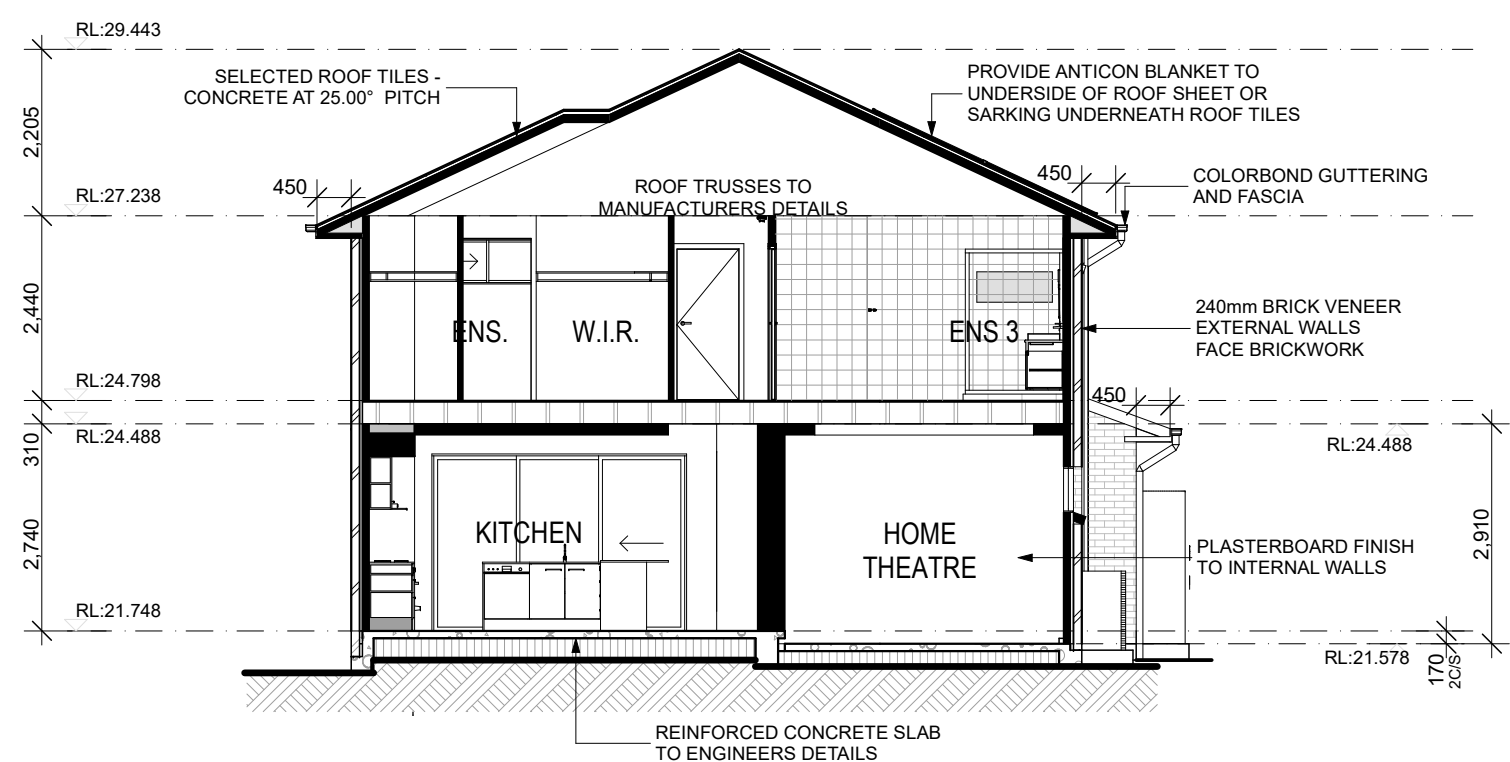 RL:29.443
SELECTED ROOF TILES -
CONCRETE AT 25.00° PITCH
PROVIDE ANTICON BLANKET TO
UNDERSIDE OF ROOF SHEET OR
SARKING UNDERNEATH ROOF TILES
2,205
450
RL:27.238
ROOF TRUSSES TO
MANUFACTURERS DETAILS
450
COLORBOND GUTTERING
AND FASCIA
2,440
ENS.
W.I.R.
ENS 3
240mm BRICK VENEER
EXTERNAL WALLS
FACE BRICKWORK
RL:24.798
450
310
RL:24.488
RL:24.488
2,740
KITCHEN
HOME
THEATRE
2,910
PLASTERBOARD FINISH
TO INTERNAL WALLS
RL:21.748
RL:21.578
170
2C/S
REINFORCED CONCRETE SLAB
TO ENGINEERS DETAILS